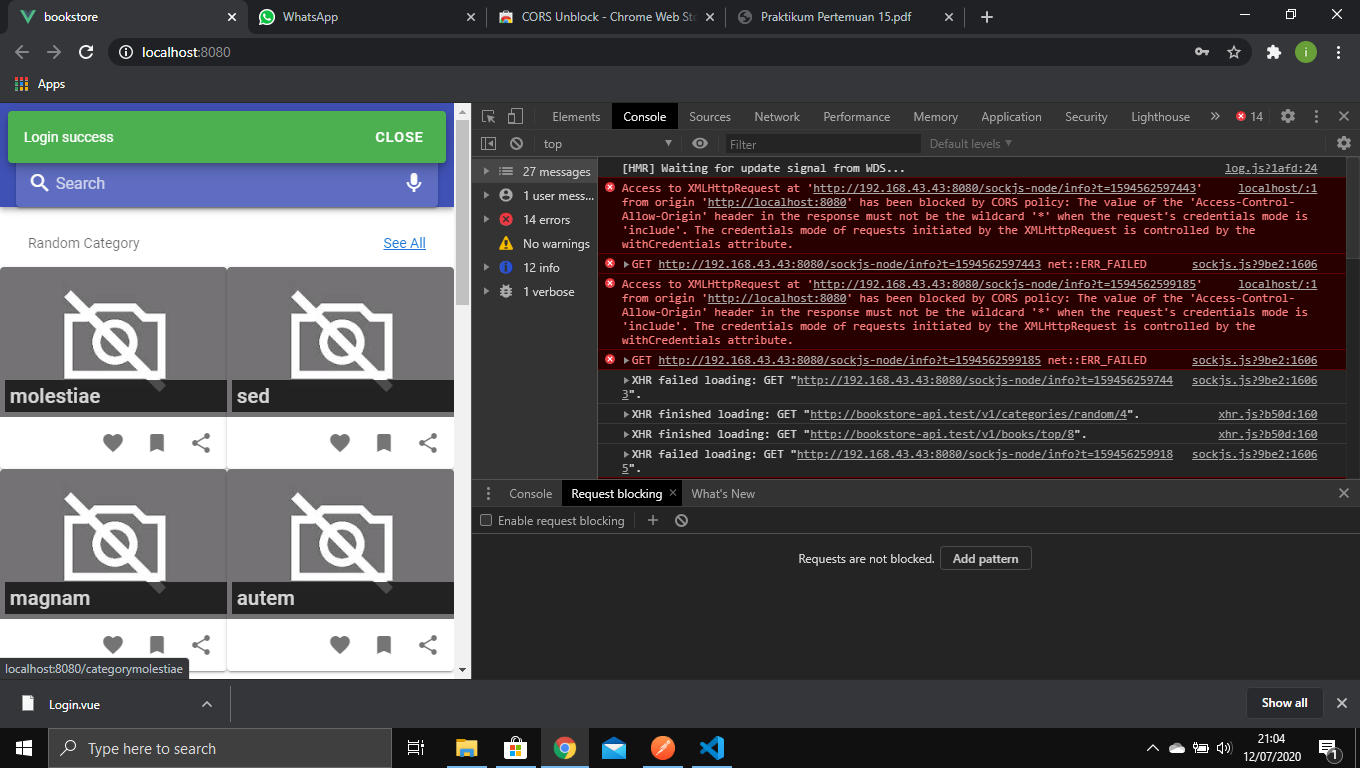 bookstore
WhatsApp
CORS Unblock - Chrome Web Sto
Praktikum Pertemuan 15.pdf
localhost:8080
i
Apps
Login success
CLOSE
Search
Random Category
See All
molestiae
sed
magnam
autem
localhost:8080/categorymolestiae
Elements
Console
Sources
Network
Performance
Memory
Application
Security
Lighthouse
14
top
Filter
Default levels
27 messages
1 user mess...
14 errors
No warnings
12 info
1 verbose
[HMR] Waiting for update signal from WDS...
log.js?1afd:24
Access to XMLHttpRequest at 'http://192.168.43.43:8080/sockjs-node/info?t=1594562597443'
localhost/:1
from origin 'http://localhost:8080' has been blocked by CORS policy: The value of the 'Access-Control-
Allow-Origin' header in the response must not be the wildcard '*' when the request's credentials mode is
'include'. The credentials mode of requests initiated by the XMLHttpRequest is controlled by the
withCredentials attribute.
GET http://192.168.43.43:8080/sockjs-node/info?t=1594562597443 net::ERR_FAILED
sockjs.js?9be2:1606
Access to XMLHttpRequest at 'http://192.168.43.43:8080/sockjs-node/info?t=1594562599185'
localhost/:1
from origin 'http://localhost:8080' has been blocked by CORS policy: The value of the 'Access-Control-
Allow-Origin' header in the response must not be the wildcard '*' when the request's credentials mode is
'include'. The credentials mode of requests initiated by the XMLHttpRequest is controlled by the
withCredentials attribute.
GET http://192.168.43.43:8080/sockjs-node/info?t=1594562599185 net::ERR_FAILED
sockjs.js?9be2:1606
XHR failed loading: GET "http://192.168.43.43:8080/sockjs-node/info?t=159456259744
sockjs.js?9be2:1606
3".
XHR finished loading: GET "http://bookstore-api.test/v1/categories/random/4".
xhr.js?b50d:160
XHR finished loading: GET "http://bookstore-api.test/v1/books/top/8".
xhr.js?b50d:160
XHR failed loading: GET "http://192.168.43.43:8080/sockjs-node/info?t=159456259918
sockjs.js?9be2:1606
5".
Console
Request blocking
What's New
Enable request blocking
Requests are not blocked.
Add pattern
Login.vue
Show all
Type here to search
21:04
12/07/2020
1